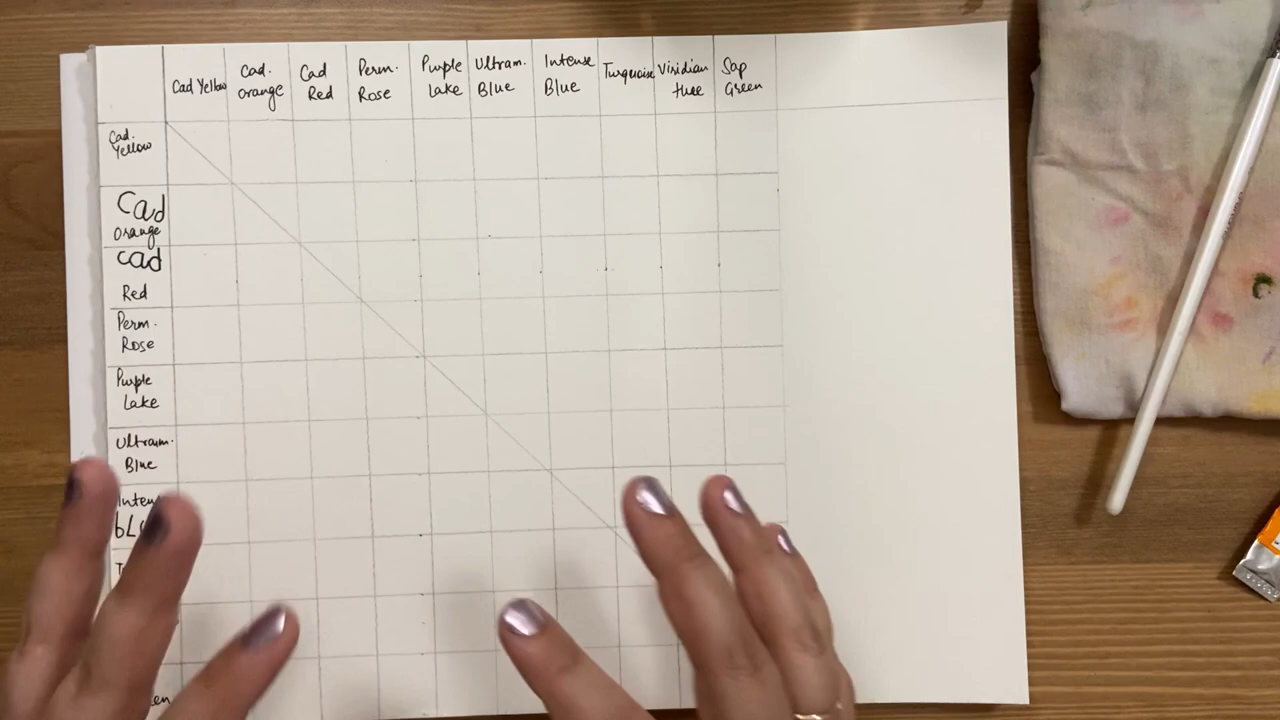 Cad Yellow
Cad.
orange
Cad
Red
Perm.
Rose
Purple
Lake
Ultram.
Blue
Intense
Blue
Turquoise
Viridian
Hue
Sap
Green
Cad.
Yellow
Cad
orange
cad
Red
Perm.
Rose
Purple
Lake
Ultram.
Blue